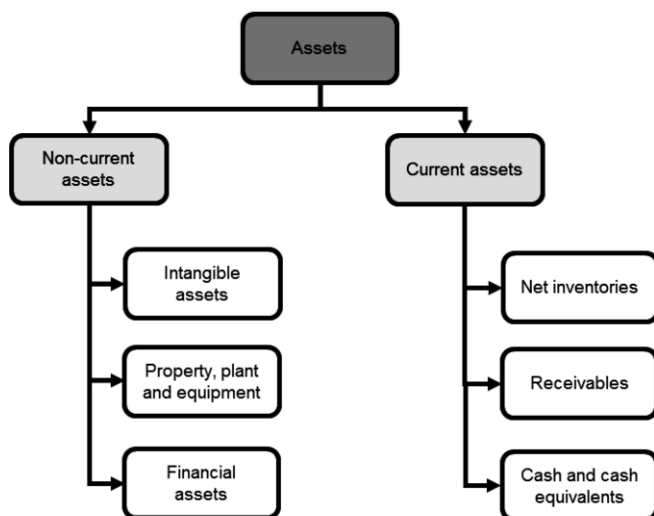 Assets
Non-current
assets
Current assets
Intangible
assets
Net inventories
Property, plant
and equipment
Receivables
Financial
assets
Cash and cash
equivalents